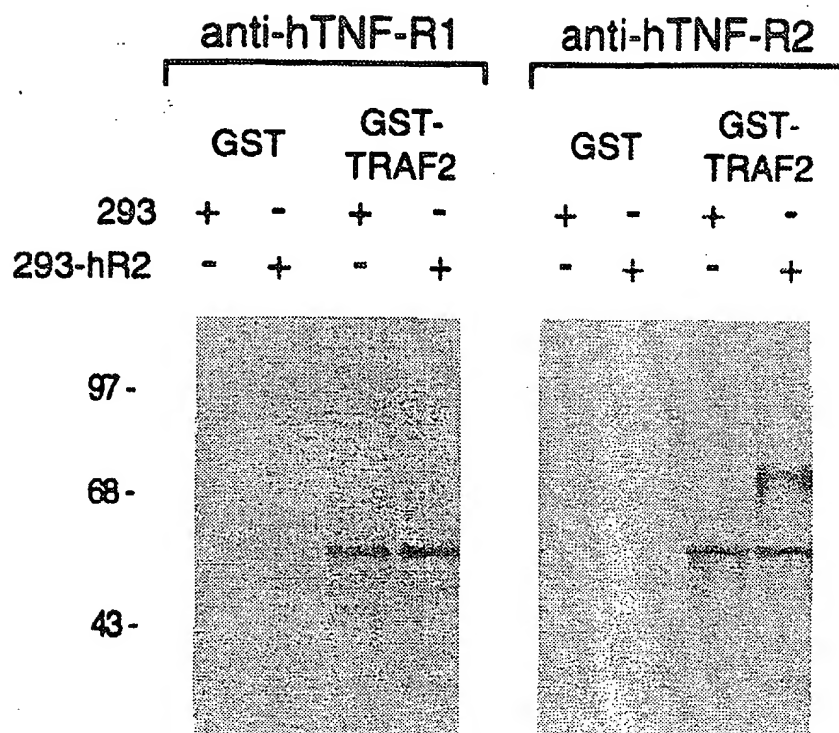 anti-hTNF-R1 anti-hTNF-R2
GST GST-TRAF2 GST GST-TRAF2
293 + - + - + - + -
293-hR2 - + - + - + - +
97 -
68 -
43 -